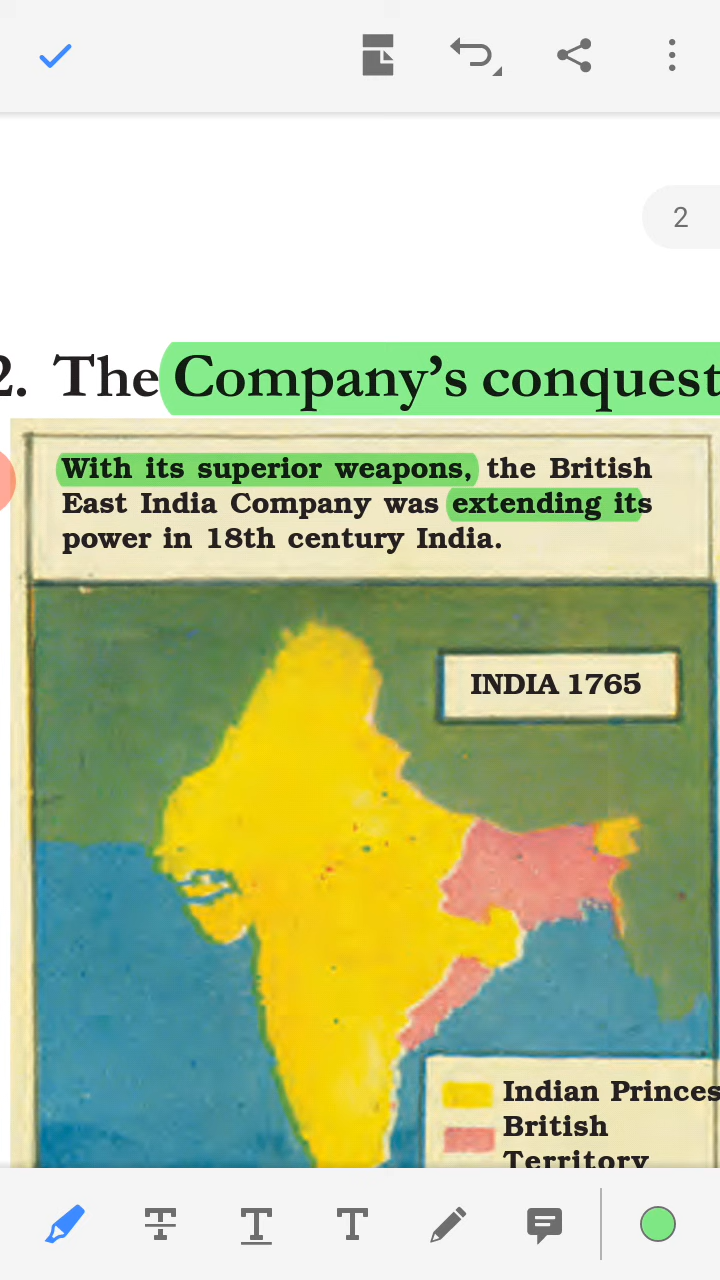 2
2. The Company's conquest
With its superior weapons, the British
East India Company was extending its
power in 18th century India.
INDIA 1765
Indian Princes
British
Territory